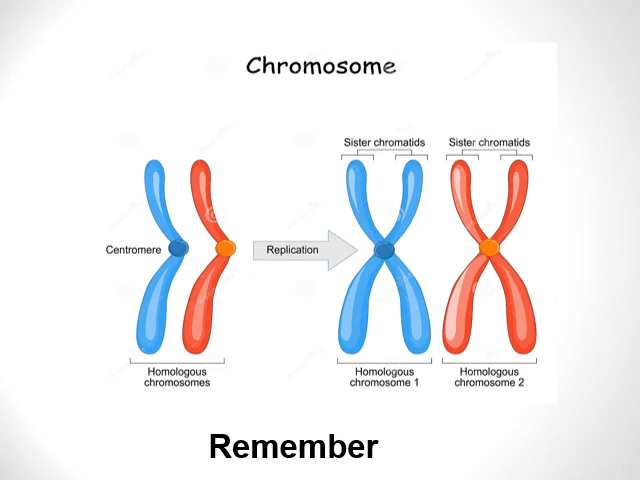 Chromosome
Sister chromatids
Sister chromatids
Centromere
Replication
Homologous
chromosomes
Homologous
chromosome 1
Homologous
chromosome 2
Remember